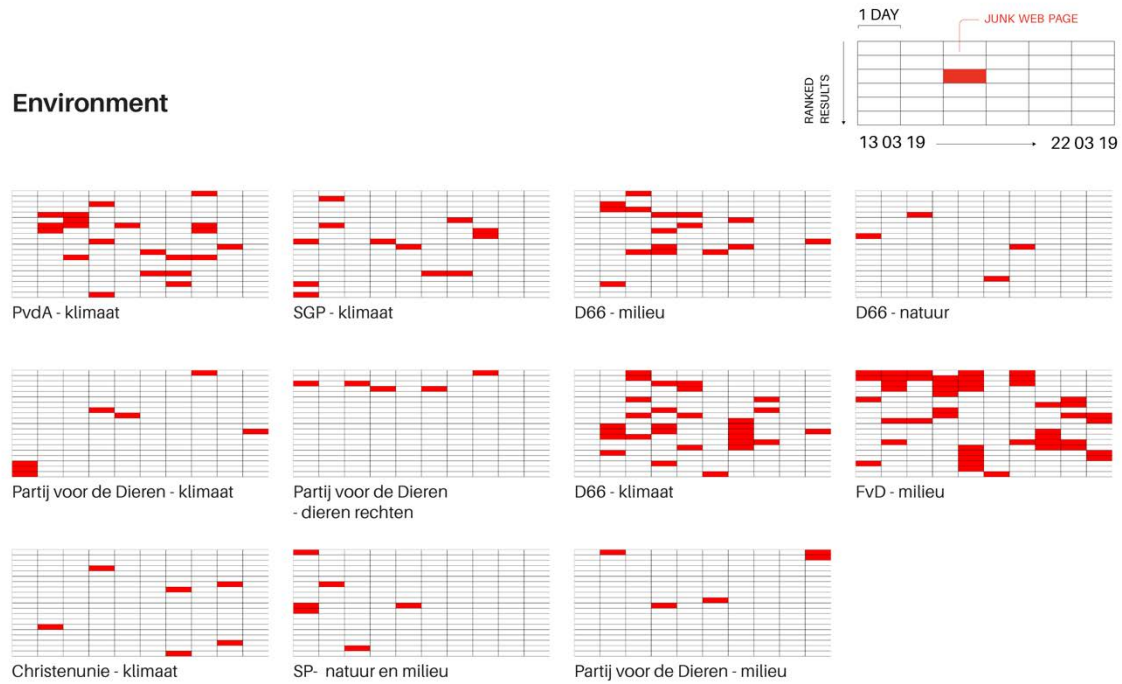 1 DAY
JUNK WEB PAGE
RANKED
RESULTS
13 03 19
22 03 19
Environment
PvdA - klimaat
SGP - klimaat
D66 - milieu
D66 - natuur
Partij voor de Dieren - klimaat
Partij voor de Dieren
- dieren rechten
D66 - klimaat
FvD - milieu
Christenunie - klimaat
SP- natuur en milieu
Partij voor de Dieren - milieu